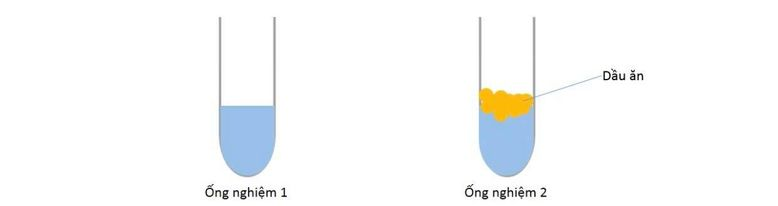 Dầu ăn
Ống nghiệm 1
Ống nghiệm 2